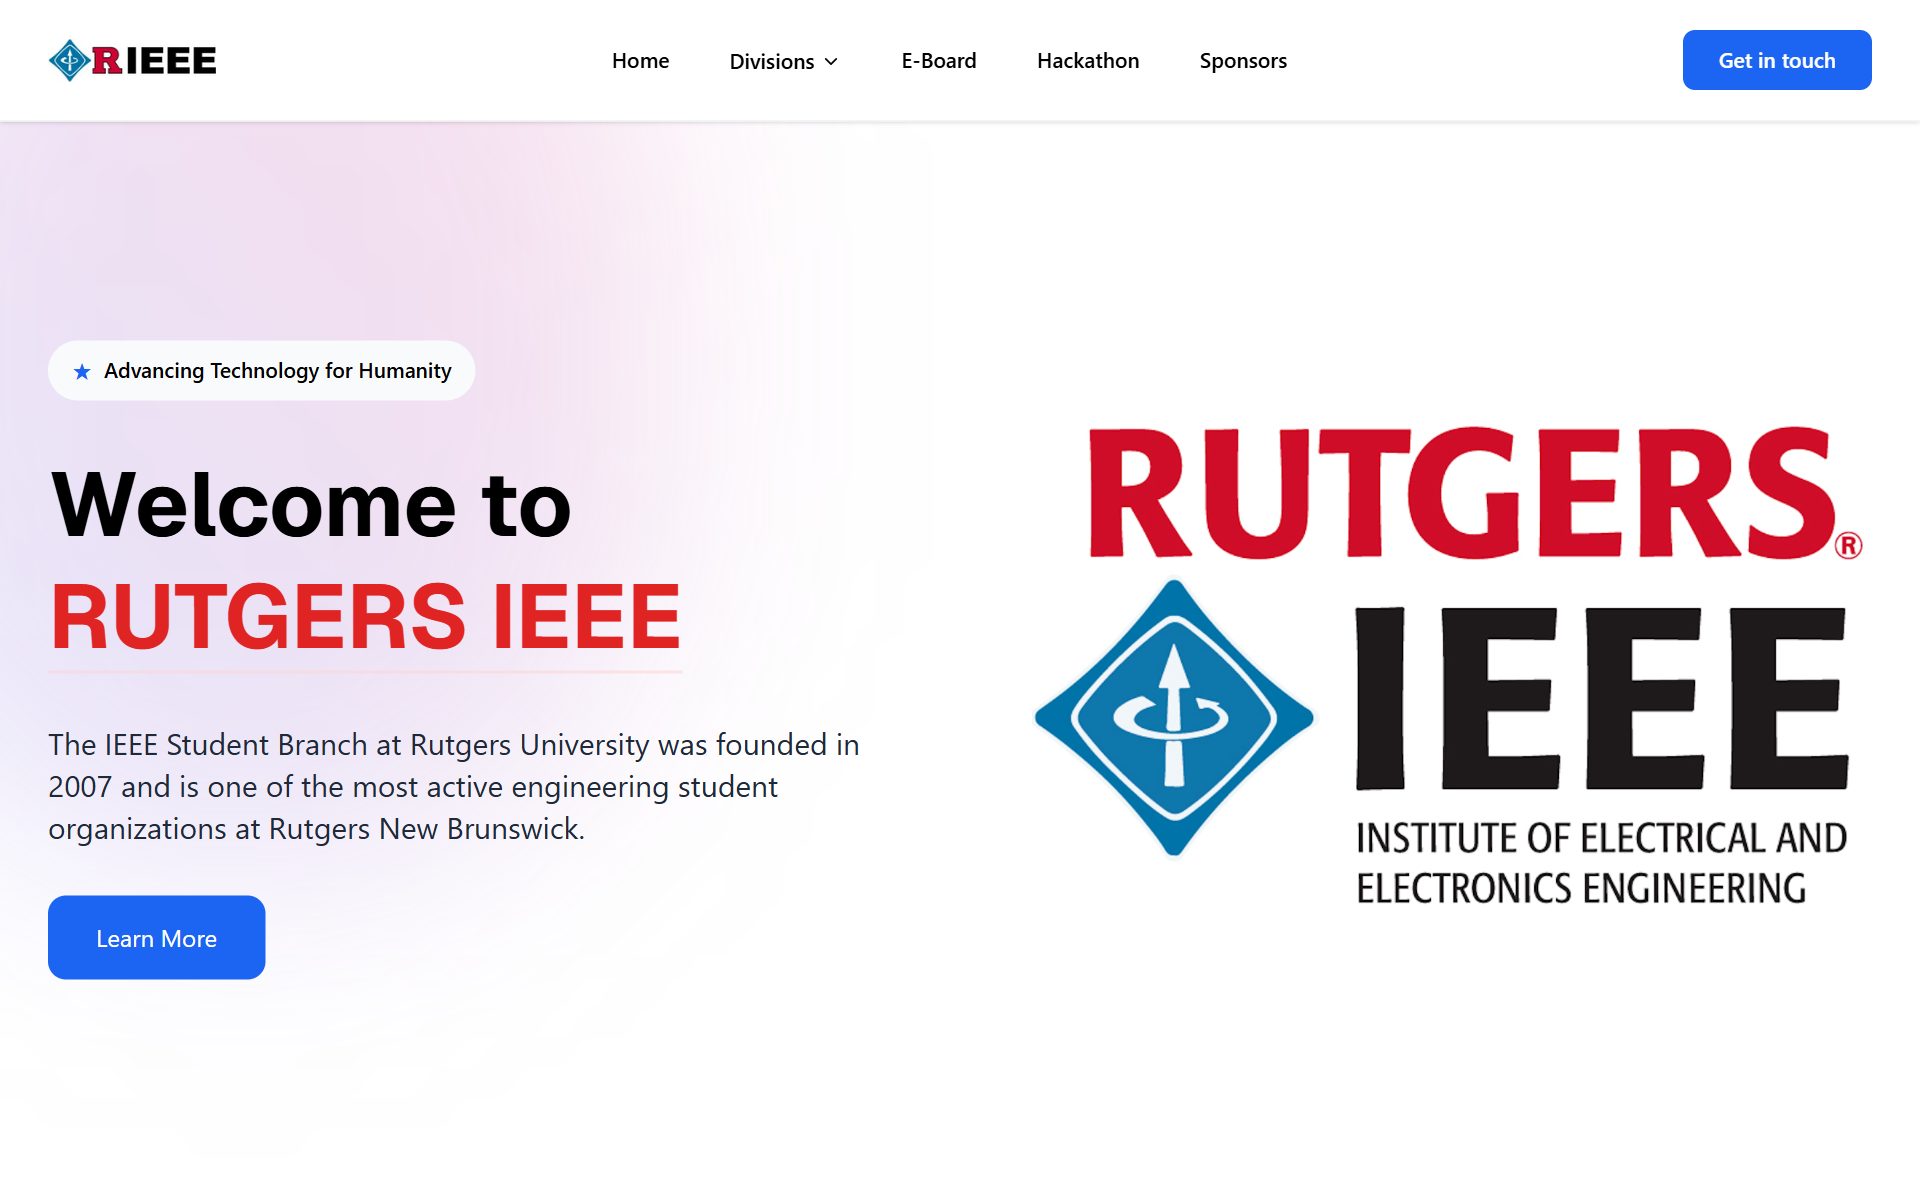 R IEEE
Home
Divisions
E-Board
Hackathon
Sponsors
Get in touch
Advancing Technology for Humanity
Welcome to
RUTGERS IEEE
The IEEE Student Branch at Rutgers University was founded in
2007 and is one of the most active engineering student
organizations at Rutgers New Brunswick.
Learn More
RUTGERS®
IEEE
INSTITUTE OF ELECTRICAL AND
ELECTRONICS ENGINEERING